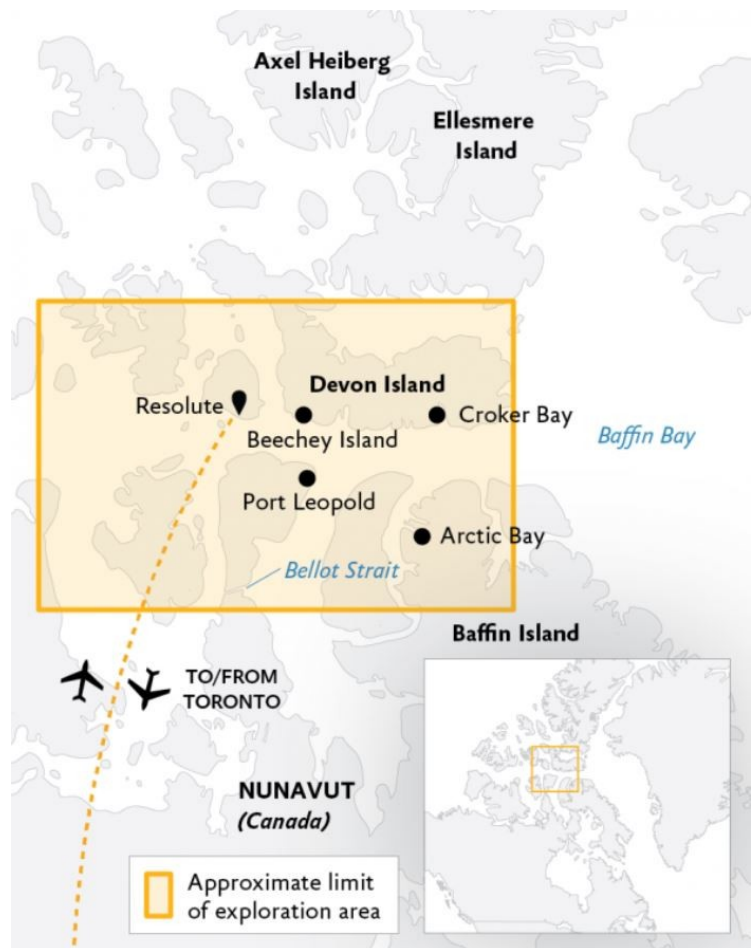 Axel Heiberg
Island
Ellesmere
Island
Devon Island
Resolute
Croker Bay
Beechey Island
Baffin Bay
Port Leopold
Arctic Bay
Bellot Strait
Baffin Island
TO/FROM
TORONTO
NUNAVUT
(Canada)
Approximate limit
of exploration area